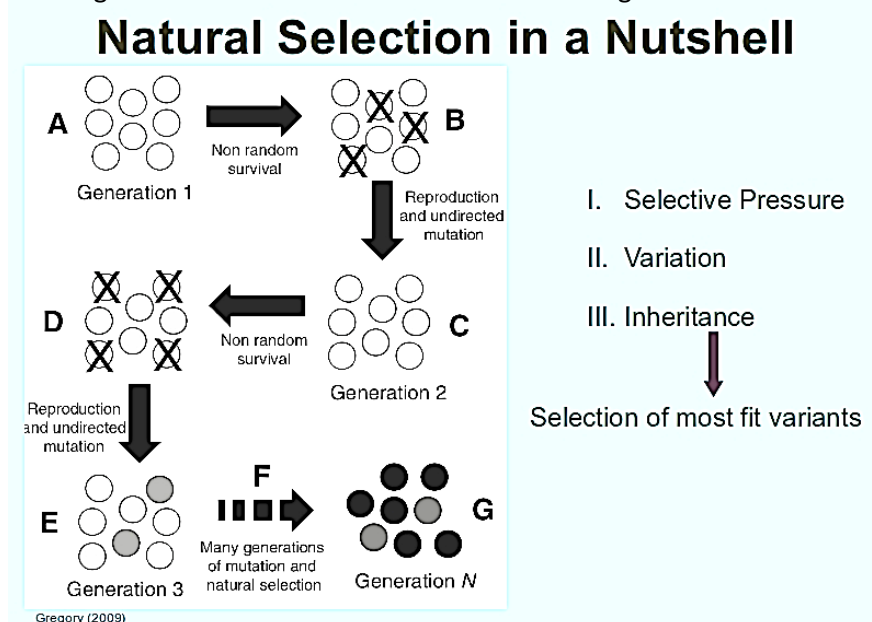 Natural Selection in a Nutshell
A
Generation 1
Non random
survival
X
X
X
B
Reproduction
and undirected
mutation
I. Selective Pressure
II. Variation
III. Inheritance
Selection of most fit variants
X
X
X
X
D
Non random
survival
C
Generation 2
Reproduction
and undirected
mutation
E
Generation 3
F
Many generations
of mutation and
natural selection
G
Generation N
Gregory (2009)